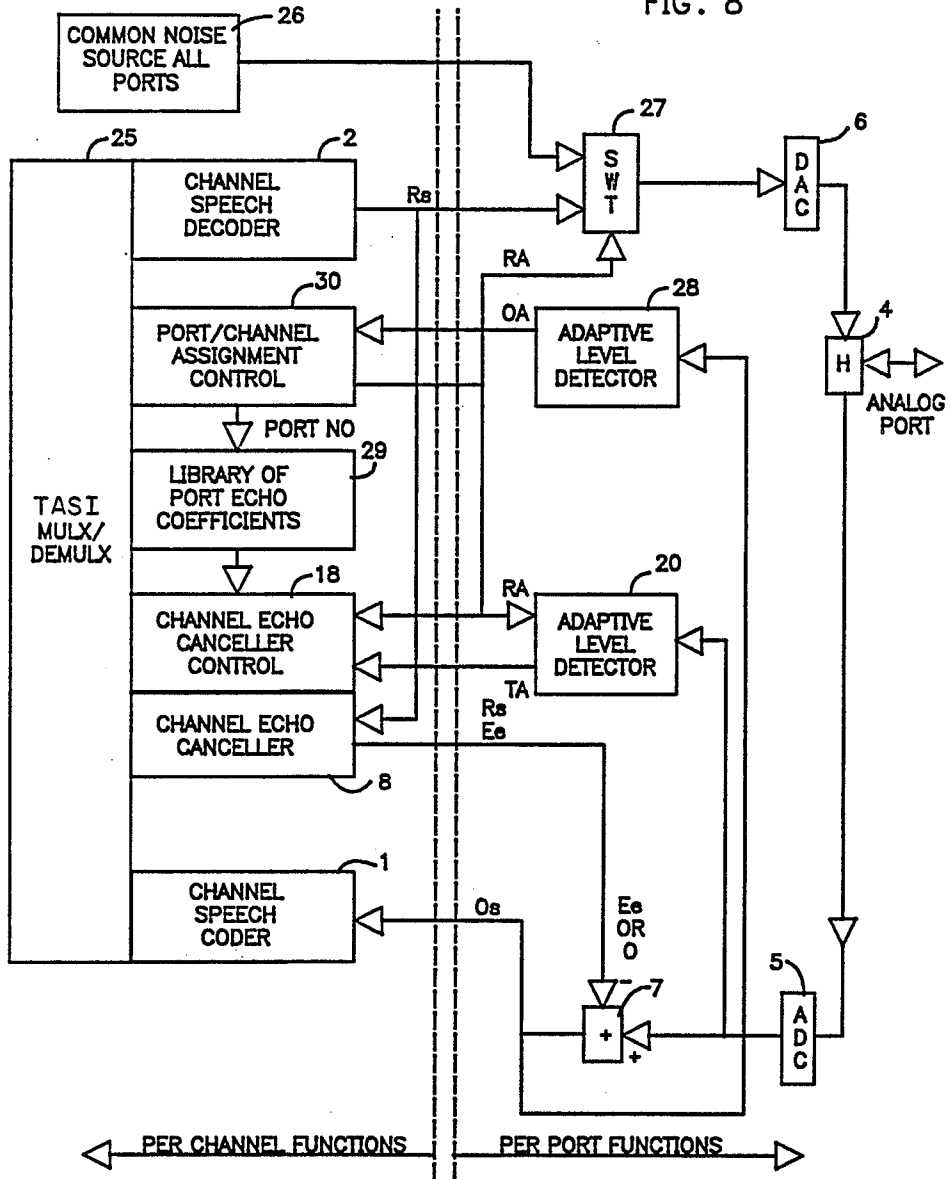 FIG. 8
26
COMMON NOISE
SOURCE ALL
PORTS
25
2
27
6
CHANNEL
SPEECH
DECODER
Rs
S
W
T
D
A
C
RA
30
OA
28
4
PORT/CHANNEL
ASSIGNMENT
CONTROL
ADAPTIVE
LEVEL
DETECTOR
H
ANALOG
PORT
PORT NO
29
LIBRARY OF
PORT ECHO
COEFFICIENTS
TASI
MULX/
DEMULX
18
RA
20
CHANNEL ECHO
CANCELLER
CONTROL
ADAPTIVE
LEVEL
DETECTOR
TA
Rs
Ee
CHANNEL ECHO
CANCELLER
8
1
CHANNEL
SPEECH
CODER
Os
Ee
OR
O
-
7
+
+
5
A
D
C
PER CHANNEL FUNCTIONS
PER PORT FUNCTIONS